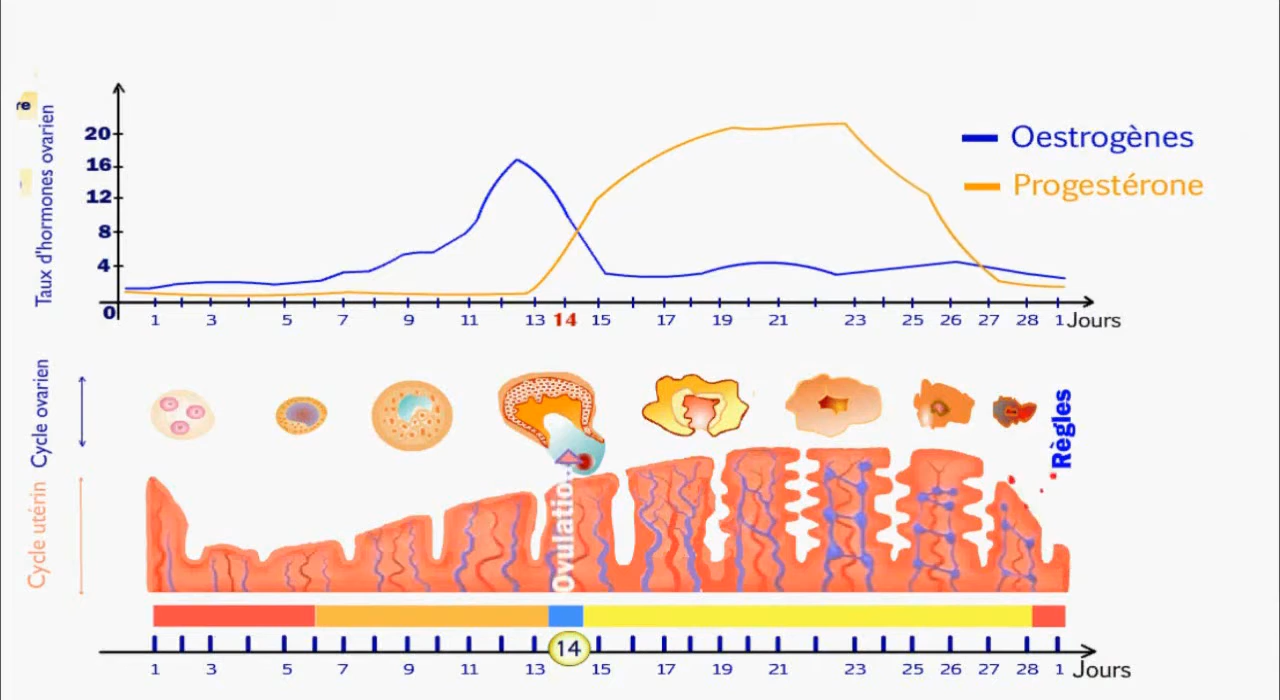 re
Taux d'hormones ovarien
20
16
12
8
4
0
1 3 5 7 9 11 13 14 15 17 19 21 23 25 26 27 28 1 Jours
Oestrogènes
Progestérone
Cycle ovarien
Cycle utérin
Ovulatio
Règles
14
1 3 5 7 9 11 13 15 17 19 21 23 25 26 27 28 1 Jours